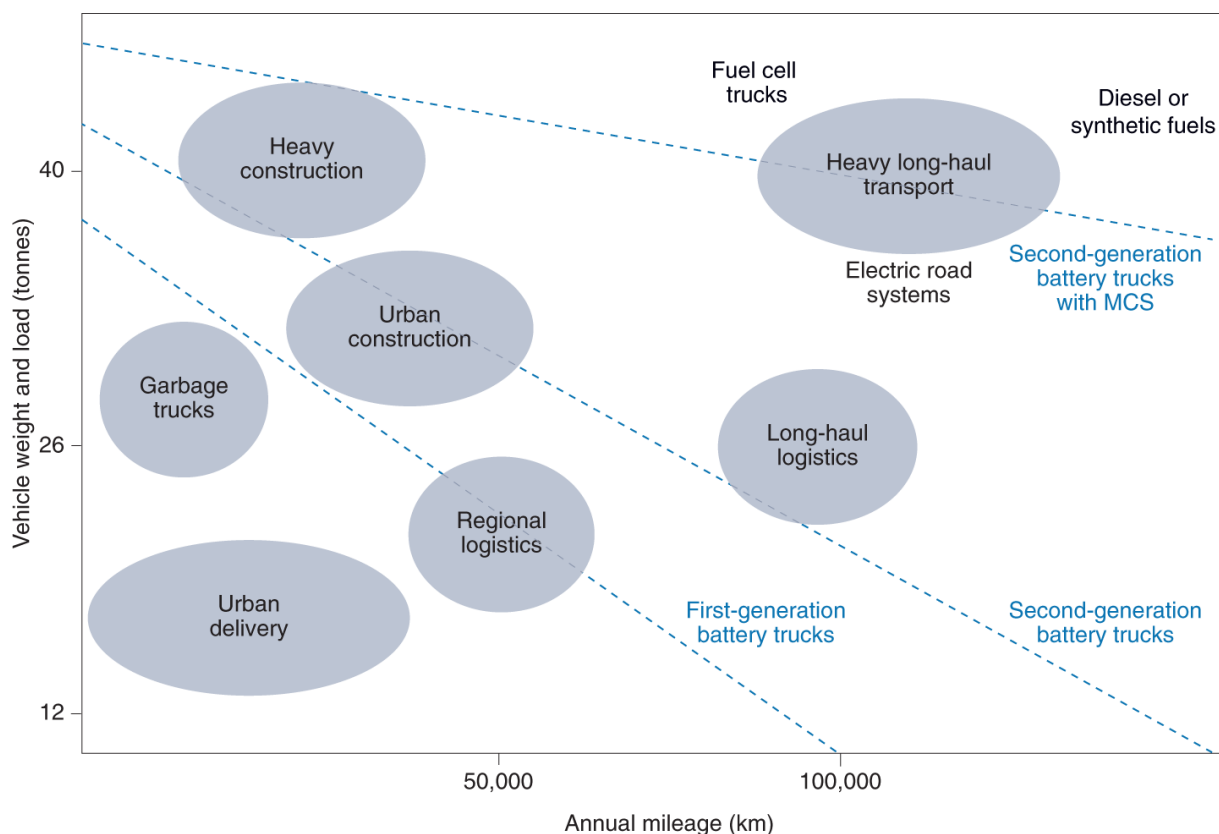 Fuel cell
trucks
Diesel or
synthetic fuels
Heavy
construction
Heavy long-haul
transport
40
Second-generation
battery trucks
with MCS
Electric road
systems
Urban
construction
Garbage
trucks
Long-haul
logistics
26
Vehicle weight and load (tonnes)
Regional
logistics
Urban
delivery
First-generation
battery trucks
Second-generation
battery trucks
12
50,000
100,000
Annual mileage (km)